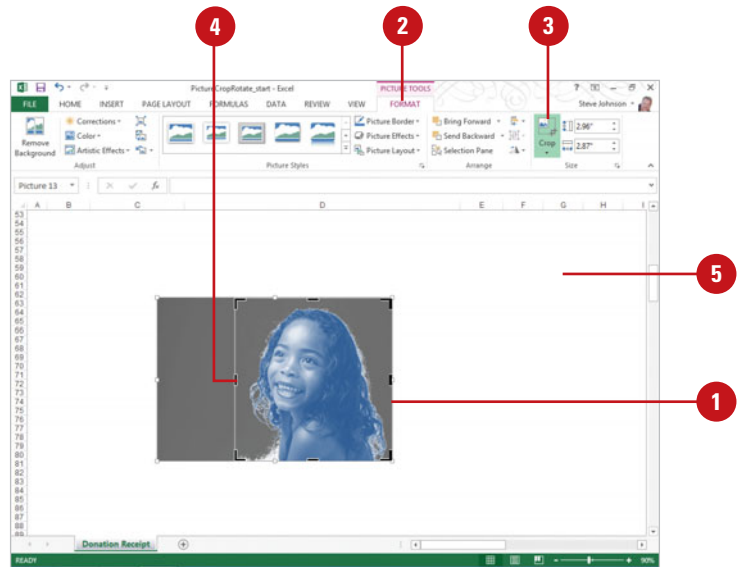 4
2
3
PictureCropRotate_start - Excel
PICTURE TOOLS
?
FILE
HOME
INSERT
PAGE LAYOUT
FORMULAS
DATA
REVIEW
VIEW
FORMAT
Steve Johnson
Remove Background
Corrections
Color
Artistic Effects
Adjust
Picture Styles
Picture Border
Picture Effects
Picture Layout
Bring Forward
Send Backward
Selection Pane
Arrange
Crop
2.96"
2.87"
Size
Picture 13
fx
A B C D E F G H I
53
54
55
56
57
58
59
60
61
62
63
64
65
66
67
68
69
70
71
72
73
74
75
76
77
78
79
80
81
82
83
84
85
86
87
88
89
5
4
1
Donation Receipt
READY
90%